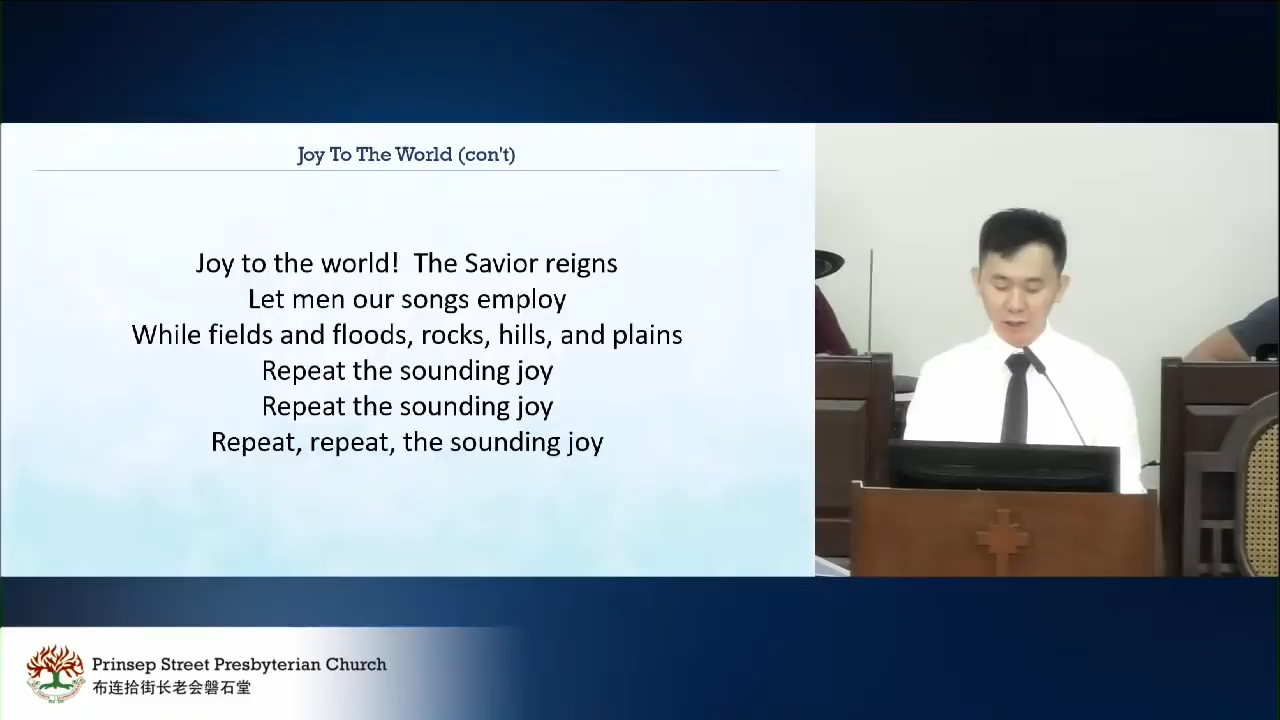 Joy To The World (con't)
Joy to the world!  The Savior reigns
Let men our songs employ
While fields and floods, rocks, hills, and plains
Repeat the sounding joy
Repeat the sounding joy
Repeat, repeat, the sounding joy
Prinsep Street Presbyterian Church
布连拾街长老会磐石堂